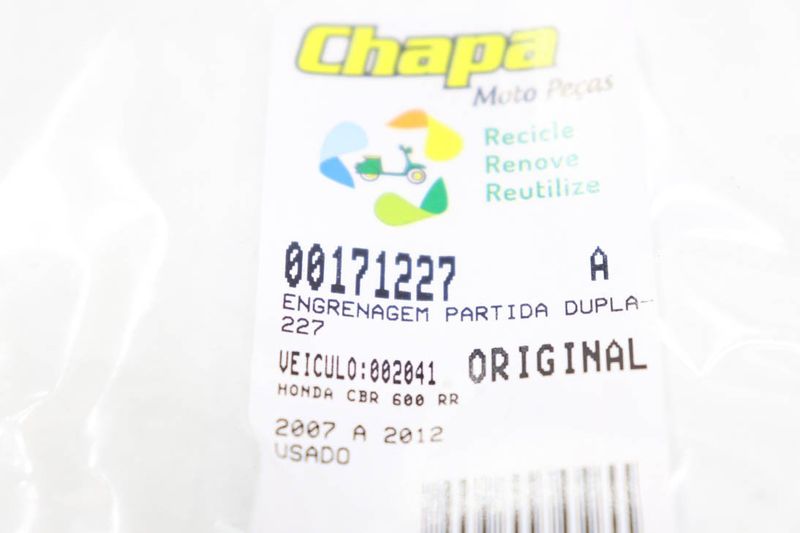 Chapa
Moto Peças
Recicle
Renove
Reutilize
00171227 A
ENGRENAGEM PARTIDA DUPLA-
227
VEICULO:002041 ORIGINAL
HONDA CBR 600 RR
2007 A 2012
USADO